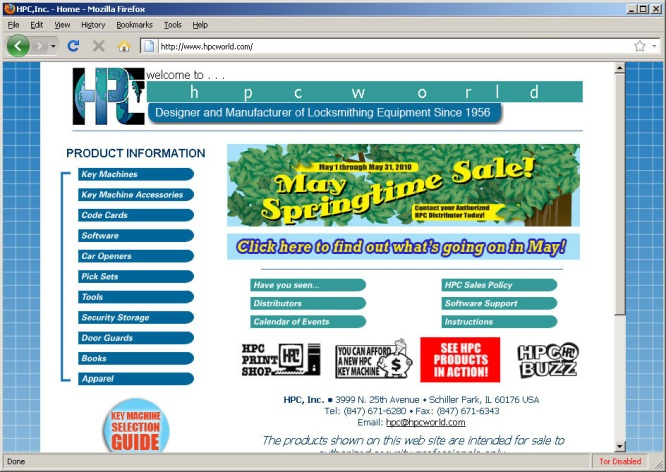 HPC,Inc. - Home - Mozilla Firefox
File Edit View History Bookmarks Tools Help
http://www.hpcworld.com/
HPC
welcome to . . .
h p c w o r l d
Designer and Manufacturer of Locksmithing Equipment Since 1956
PRODUCT INFORMATION
Key Machines
Key Machine Accessories
Code Cards
Software
Car Openers
Pick Sets
Tools
Security Storage
Door Guards
Books
Apparel
KEY MACHINE
SELECTION
GUIDE
May 1 through May 31, 2010
May
Springtime Sale!
Contact your Authorized
HPC Distributor Today!
Click here to find out what's going on in May!
Have you seen...
HPC Sales Policy
Distributors
Software Support
Calendar of Events
Instructions
HPC
PRINT
SHOP
HPC
YOU CAN AFFORD
A NEW HPC
KEY MACHINE
$
SEE HPC
PRODUCTS
IN ACTION!
HPC
BUZZ
HPC, Inc. • 3999 N. 25th Avenue • Schiller Park, IL 60176 USA
Tel: (847) 671-6280 • Fax: (847) 671-6343
Email: hpc@hpcworld.com
The products shown on this web site are intended for sale to
authorized security professionals only.
Done
Tor Disabled